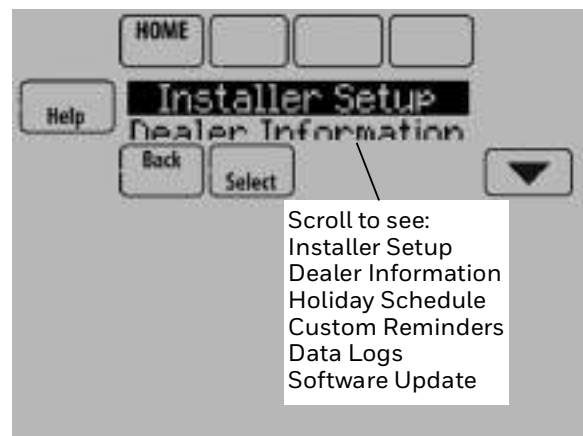 HOME
Help
Installer Setup
Dealer Information
Back
Select
Scroll to see:
Installer Setup
Dealer Information
Holiday Schedule
Custom Reminders
Data Logs
Software Update